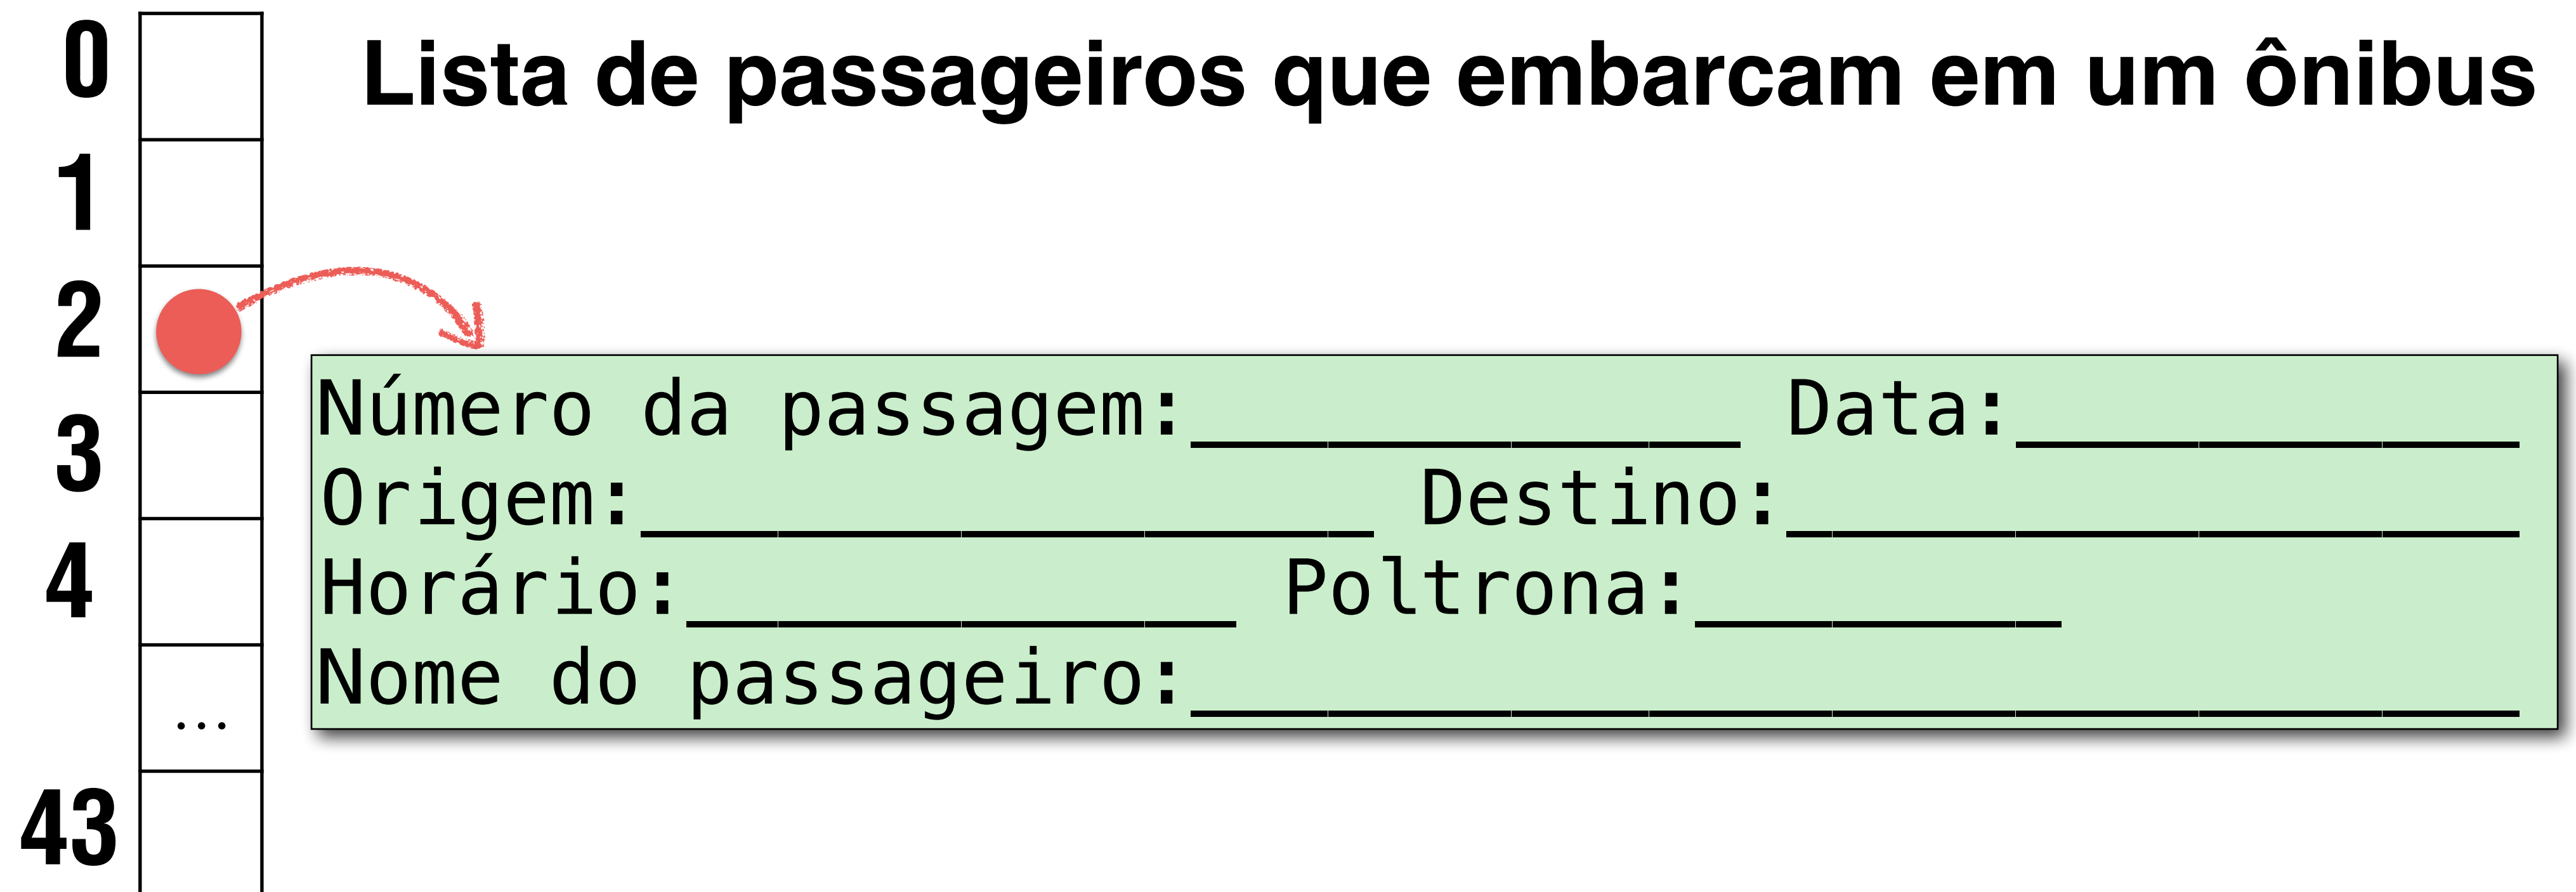 Lista de passageiros que embarcam em um ônibus
0
1
2
3
4
...
43
Número da passagem:____________ Data:___________
Origem:________________ Destino:________________
Horário:____________ Poltrona:________
Nome do passageiro:_____________________________